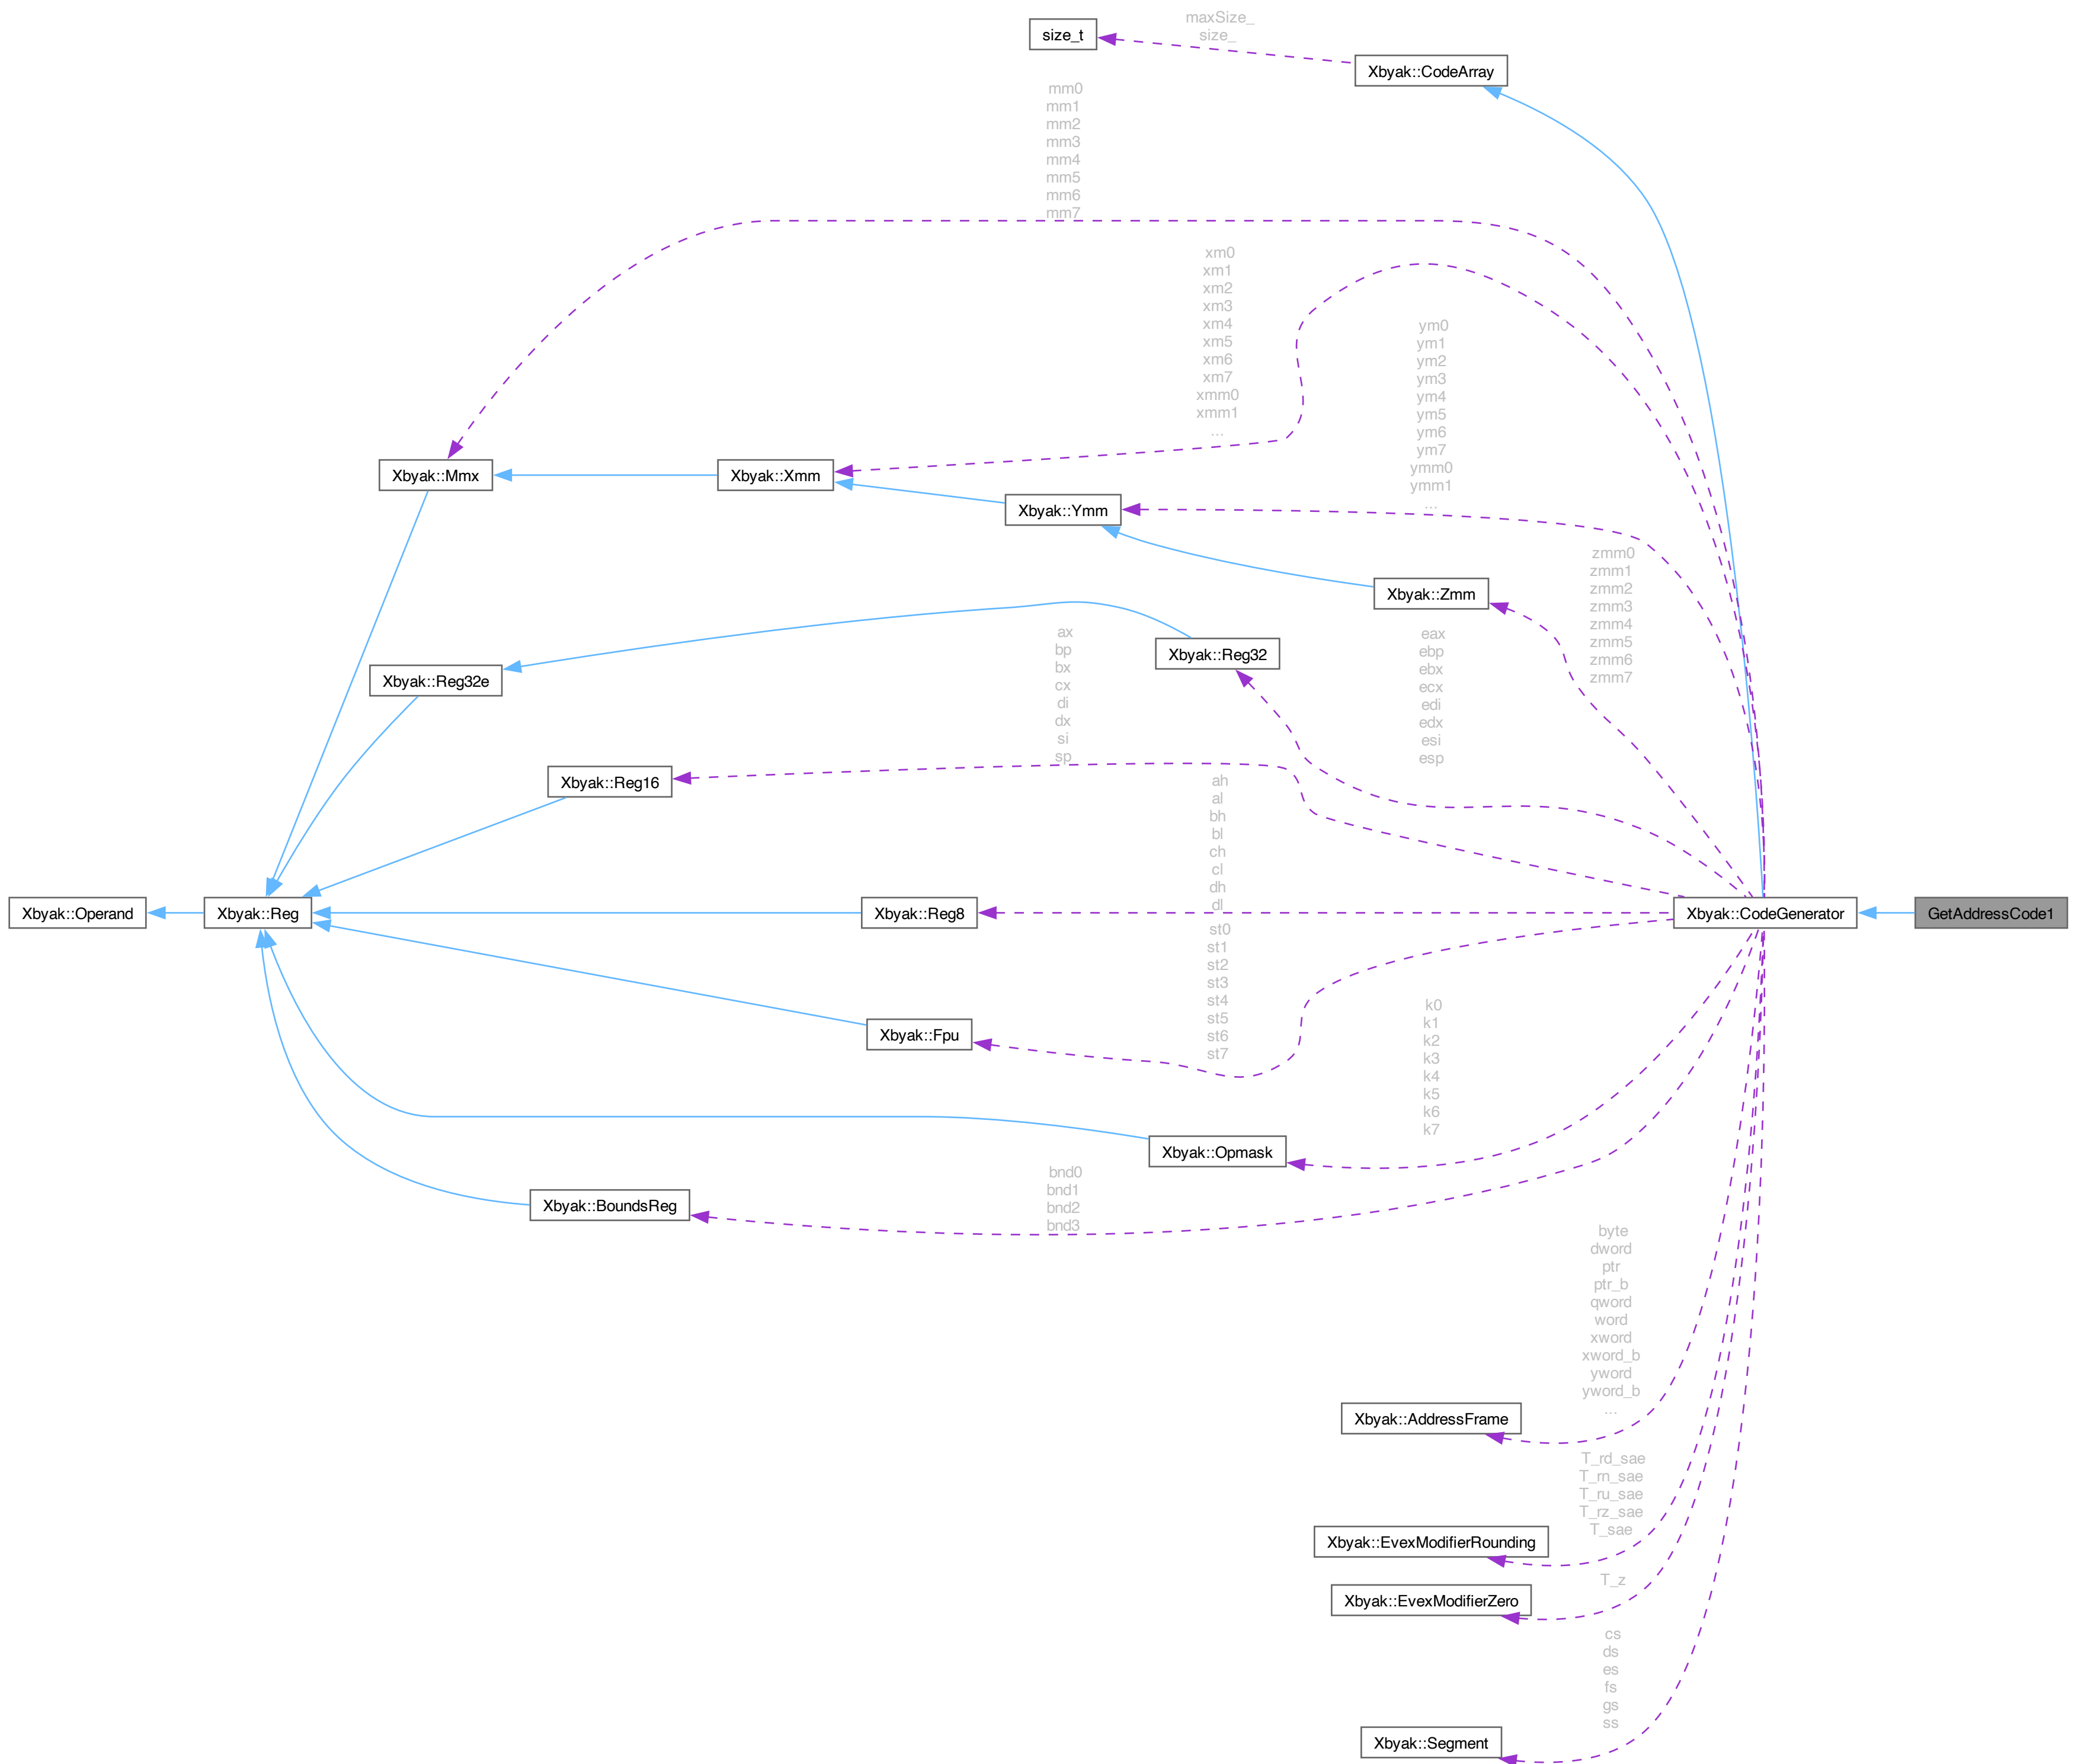 maxSize_
size_
size_t
Xbyak::CodeArray
mm0
mm1
mm2
mm3
mm4
mm5
mm6
mm7
xm0
xm1
xm2
xm3
xm4
xm5
xm6
xm7
xmm0
xmm1
...
ym0
ym1
ym2
ym3
ym4
ym5
ym6
ym7
ymm0
ymm1
...
Xbyak::Mmx
Xbyak::Xmm
Xbyak::Ymm
zmm0
zmm1
zmm2
zmm3
zmm4
zmm5
zmm6
zmm7
Xbyak::Zmm
ax
bp
bx
cx
di
dx
si
sp
Xbyak::Reg32
eax
ebp
ebx
ecx
edi
edx
esi
esp
Xbyak::Reg32e
Xbyak::Reg16
ah
al
bh
bl
ch
cl
dh
dl
Xbyak::Operand
Xbyak::Reg
Xbyak::Reg8
Xbyak::CodeGenerator
GetAddressCode1
st0
st1
st2
st3
st4
st5
st6
st7
Xbyak::Fpu
k0
k1
k2
k3
k4
k5
k6
k7
Xbyak::Opmask
bnd0
bnd1
bnd2
bnd3
Xbyak::BoundsReg
byte
dword
ptr
ptr_b
qword
word
xword
xword_b
yword
yword_b
...
Xbyak::AddressFrame
T_rd_sae
T_rn_sae
T_ru_sae
T_rz_sae
T_sae
Xbyak::EvexModifierRounding
T_z
Xbyak::EvexModifierZero
cs
ds
es
fs
gs
ss
Xbyak::Segment